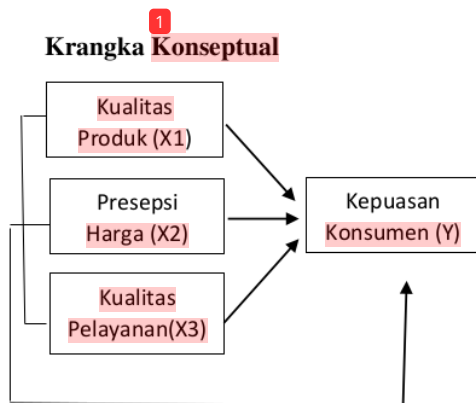 1
Krangka Konseptual
Kualitas
Produk (X1)
Presepsi
Harga (X2)
Kualitas
Pelayanan(X3)
Kepuasan
Konsumen (Y)